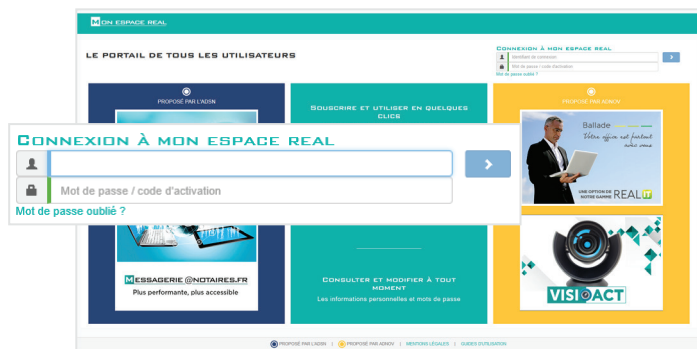 MON ESPACE REAL
LE PORTAIL DE TOUS LES UTILISATEURS
CONNEXION À MON ESPACE REAL
Identifiant de connexion
Mot de passe / code d'activation
Mot de passe oublié ?
PROPOSÉ PAR L'ADSN
SOUSCRIRE ET UTILISER EN QUELQUES
CLICS
PROPOSÉ PAR ADNOV
Ballade
Votre office est partout
avec vous
CONNEXION À MON ESPACE REAL
>
Mot de passe / code d'activation
Mot de passe oublié ?
UNE OPTION DE
NOTRE GAMME REAL IT
MESSAGERIE @NOTAIRES.FR
Plus performante, plus accessible
CONSULTER ET MODIFIER À TOUT
MOMENT
Les informations personnelles et mots de passe
VISIOACT
PROPOSÉ PAR L'ADSN | PROPOSÉ PAR ADNOV | MENTIONS LÉGALES | GUIDES D'UTILISATION